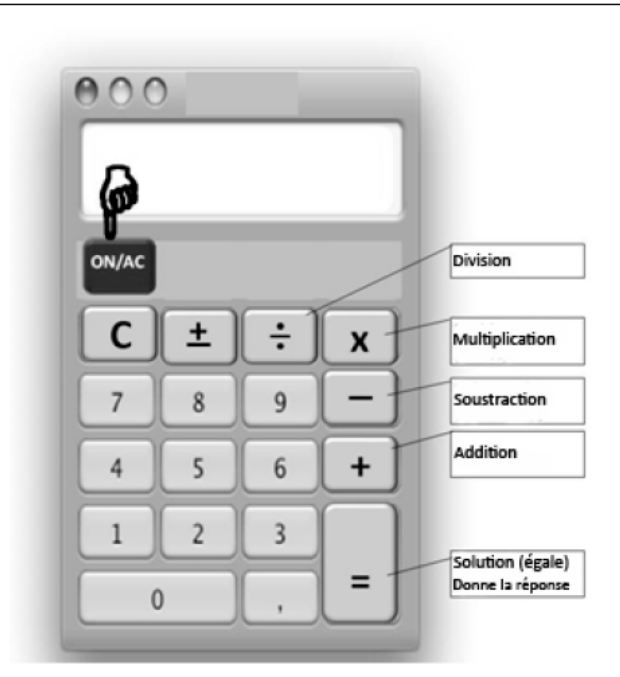 ON/AC
Division
C ± ÷ x
Multiplication
7 8 9 −
Soustraction
4 5 6 +
Addition
1 2 3
Solution (égale)
Donne la réponse
0 , =